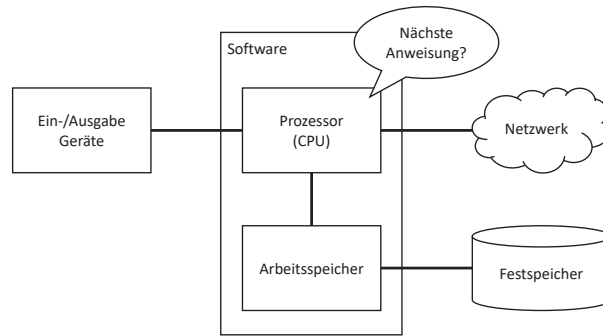 Nächste
Anweisung?
Software
Ein-/Ausgabe
Geräte
Prozessor
(CPU)
Netzwerk
Arbeitsspeicher
Festspeicher